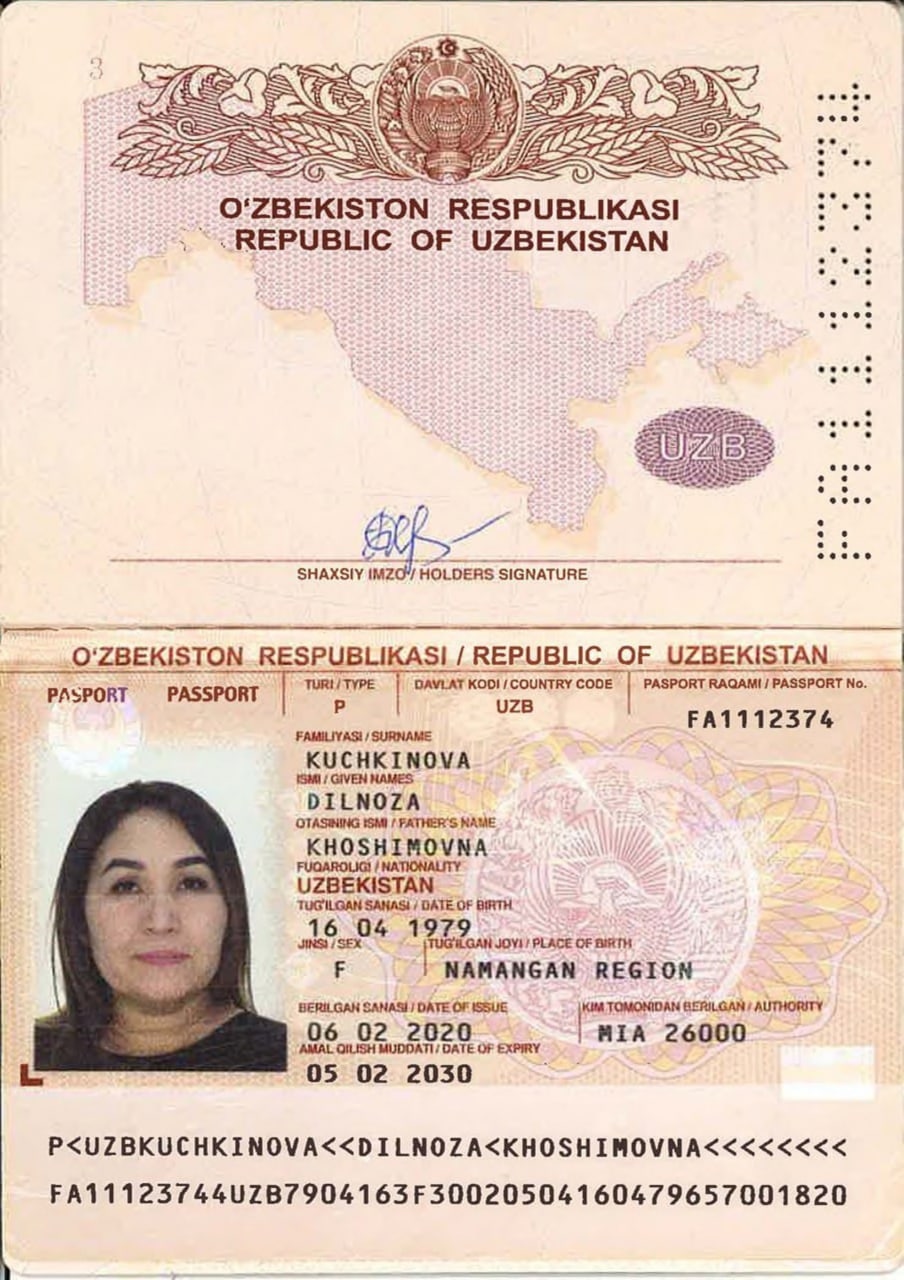 3
O‘ZBEKISTON RESPUBLIKASI
REPUBLIC OF UZBEKISTAN
FA1112374
UZB
SHAXSIY IMZO / HOLDERS SIGNATURE
O‘ZBEKISTON RESPUBLIKASI / REPUBLIC OF UZBEKISTAN
PASPORT PASSPORT TURI / TYPE DAVLAT KODI / COUNTRY CODE PASPORT RAQAMI / PASSPORT No.
P UZB FA1112374
FAMILIYASI / SURNAME
KUCHKINOVA
ISMI / GIVEN NAMES
DILNOZA
OTASINING ISMI / FATHER'S NAME
KHOSHIMOVNA
FUQAROLIGI / NATIONALITY
UZBEKISTAN
TUG'ILGAN SANASI / DATE OF BIRTH
16 04 1979
JINSI / SEX TUG'ILGAN JOYI / PLACE OF BIRTH
F NAMANGAN REGION
BERILGAN SANASI / DATE OF ISSUE KIM TOMONIDAN BERILGAN / AUTHORITY
06 02 2020 MIA 26000
AMAL QILISH MUDDATI / DATE OF EXPIRY
05 02 2030
P<UZBKUCHKINOVA<<DILNOZA<KHOSHIMOVNA<<<<<<<<
FA11123744UZB7904163F30020504160479657001820